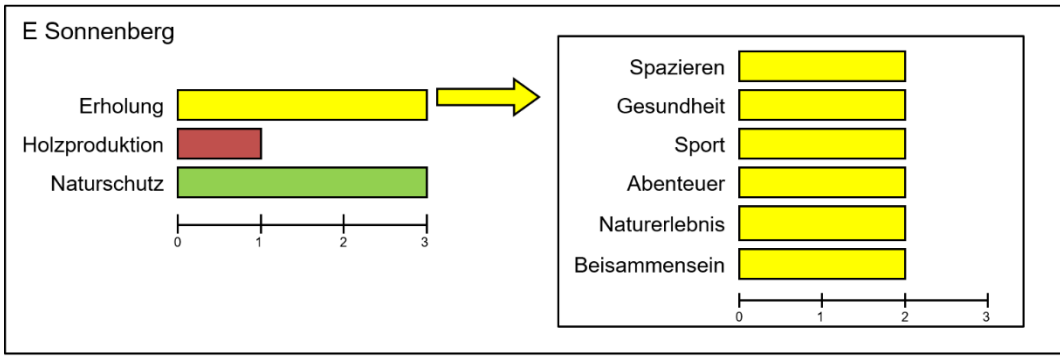 E Sonnenberg
Erholung
Holzproduktion
Naturschutz
0 1 2 3
Spazieren
Gesundheit
Sport
Abenteuer
Naturerlebnis
Beisammensein
0 1 2 3